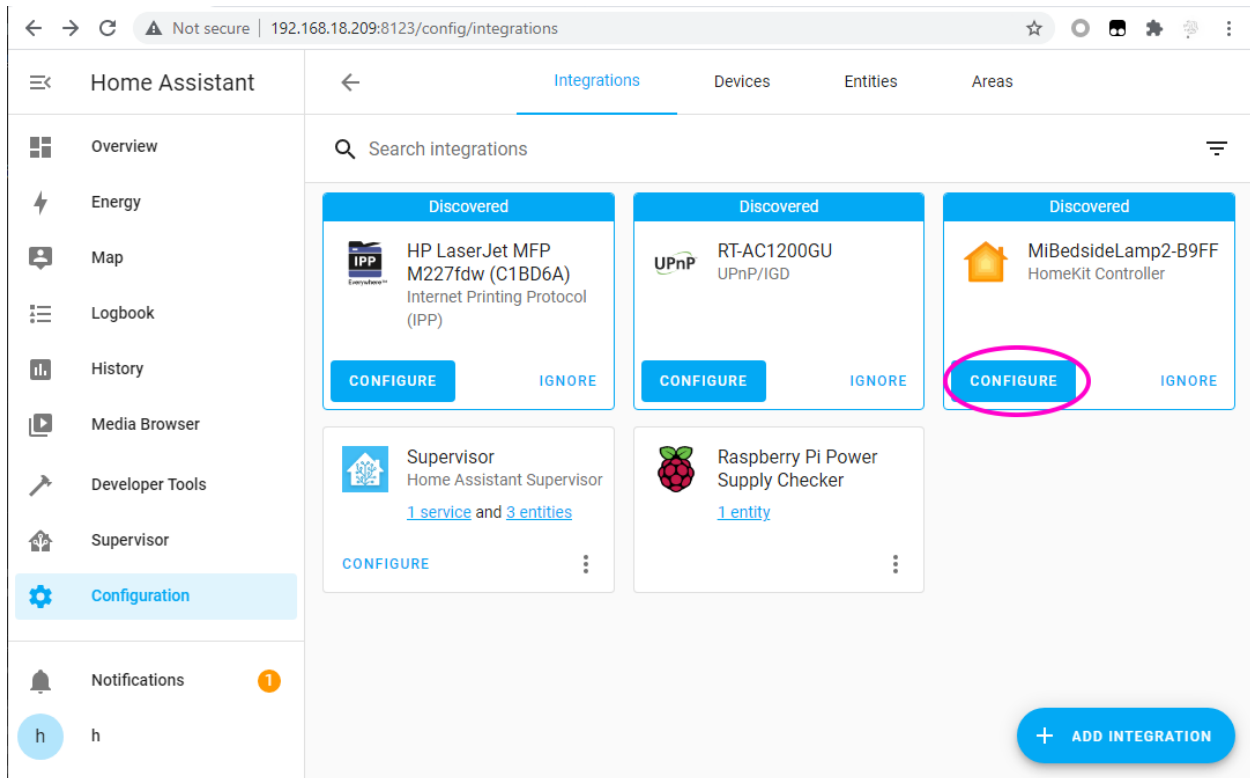 Not secure | 192.168.18.209:8123/config/integrations
Home Assistant
Integrations Devices Entities Areas
Overview
Energy
Map
Logbook
History
Media Browser
Developer Tools
Supervisor
Configuration
Notifications 1
h h
Search integrations
Discovered
IPP
Everywhere™
HP LaserJet MFP
M227fdw (C1BD6A)
Internet Printing Protocol
(IPP)
CONFIGURE IGNORE
Discovered
UPnP
RT-AC1200GU
UPnP/IGD
CONFIGURE IGNORE
Discovered
MiBedsideLamp2-B9FF
HomeKit Controller
CONFIGURE IGNORE
Supervisor
Home Assistant Supervisor
1 service and 3 entities
CONFIGURE
Raspberry Pi Power
Supply Checker
1 entity
+ ADD INTEGRATION